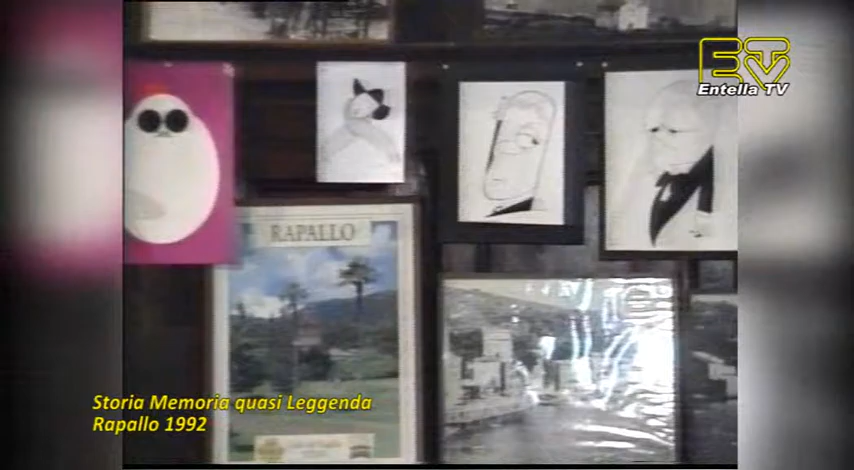 ETV
Entella TV
RAPALLO
Storia Memoria quasi Leggenda
Rapallo 1992